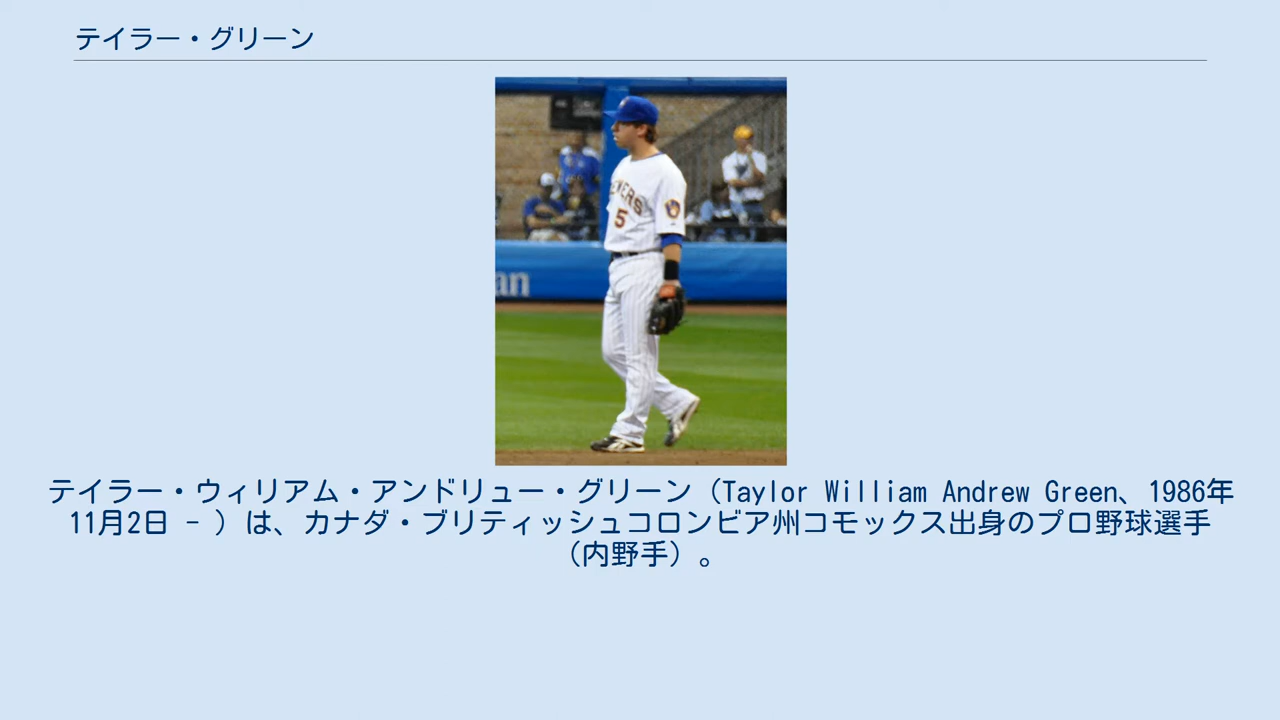 テイラー・グリーン
EWERS
5
an
テイラー・ウィリアム・アンドリュー・グリーン（Taylor William Andrew Green、1986年
11月2日 - ）は、カナダ・ブリティッシュコロンビア州コモックス出身のプロ野球選手
（内野手）。